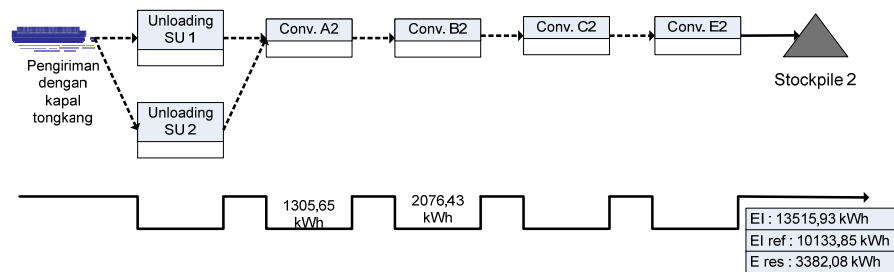 Pengiriman
dengan
kapal
tongkang
Unloading
SU 1
Unloading
SU 2
Conv. A2
Conv. B2
Conv. C2
Conv. E2
Stockpile 2
1305,65
kWh
2076,43
kWh
EI : 13515,93 kWh
EI ref : 10133,85 kWh
E res : 3382,08 kWh